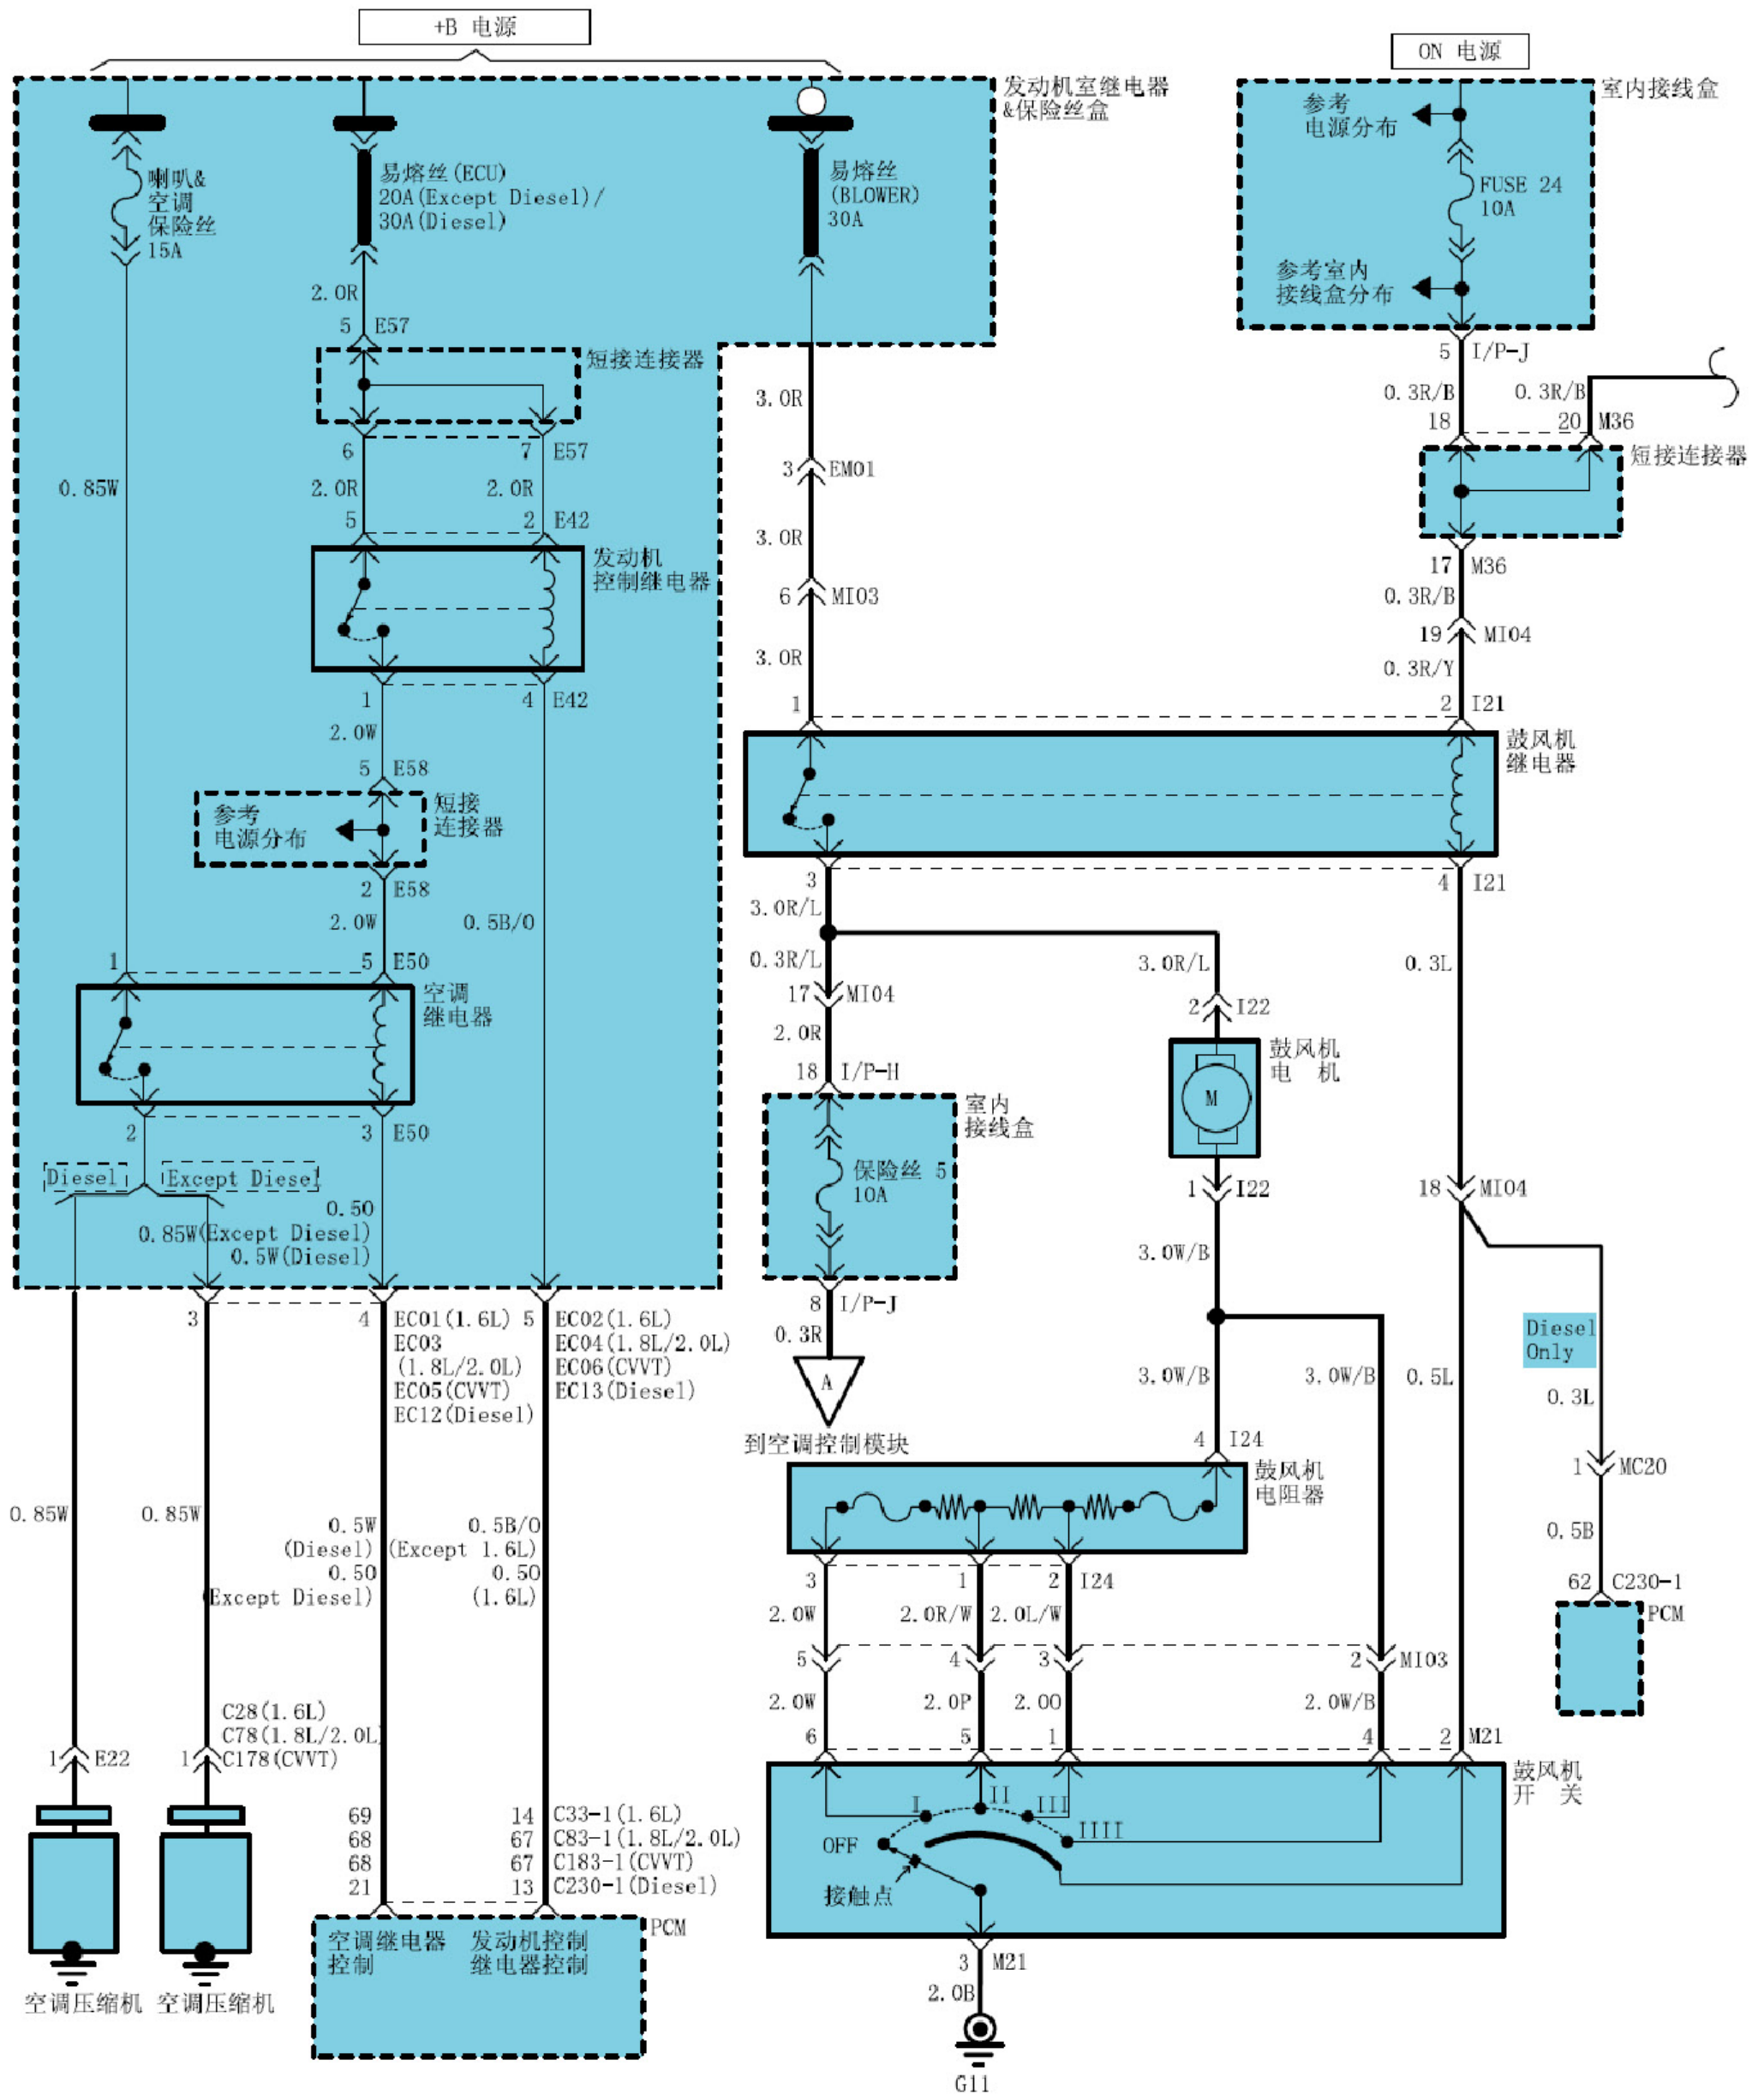 +B 电源
ON 电源
发动机室继电器
&保险丝盒
室内接线盒
参考
电源分布
喇叭&
空调
保险丝
15A
易熔丝(ECU)
20A(Except Diesel)/
30A(Diesel)
易熔丝
(BLOWER)
30A
FUSE 24
10A
参考室内
接线盒分布
2.0R
5 E57
短接连接器
5 I/P-J
0.3R/B
0.3R/B
18
20 M36
短接连接器
3.0R
6
7 E57
3 EM01
0.85W
2.0R
2.0R
5
2 E42
3.0R
发动机
控制继电器
17 M36
0.3R/B
6 MI03
19 MI04
3.0R
0.3R/Y
1
4 E42
1
2 I21
2.0W
鼓风机
继电器
5 E58
参考
电源分布
短接
连接器
2 E58
3
4 I21
2.0W
0.5B/O
3.0R/L
1
5 E50
0.3R/L
3.0R/L
0.3L
空调
继电器
17 MI04
2 I22
2.0R
鼓风机
电 机
M
18 I/P-H
室内
接线盒
2
3 E50
保险丝 5
10A
Diesel
Except Diesel
1 I22
18 MI04
0.5O
0.85W(Except Diesel)
0.5W(Diesel)
3.0W/B
3
4
EC01(1.6L)
EC03
(1.8L/2.0L)
EC05(CVVT)
EC12(Diesel)
5
EC02(1.6L)
EC04(1.8L/2.0L)
EC06(CVVT)
EC13(Diesel)
8 I/P-J
0.3R
A
到空调控制模块
3.0W/B
3.0W/B
0.5L
Diesel
Only
0.3L
4 I24
鼓风机
电阻器
1 MC20
0.85W
0.85W
0.5W
(Diesel)
0.5O
(Except Diesel)
0.5B/O
(Except 1.6L)
0.5O
(1.6L)
0.5B
3
1
2 I24
62 C230-1
PCM
2.0W
2.0R/W
2.0L/W
5
4
3
2 MI03
2.0W
2.0P
2.0O
2.0W/B
C28(1.6L)
C78(1.8L/2.0L
C178(CVVT)
1 E22
1
6
5
1
4
2 M21
鼓风机
开 关
I
II
III
IIII
OFF
接触点
69
68
68
21
14 C33-1(1.6L)
67 C83-1(1.8L/2.0L)
67 C183-1(CVVT)
13 C230-1(Diesel)
PCM
空调继电器
控制
发动机控制
继电器控制
空调压缩机
空调压缩机
3 M21
2.0B
G11